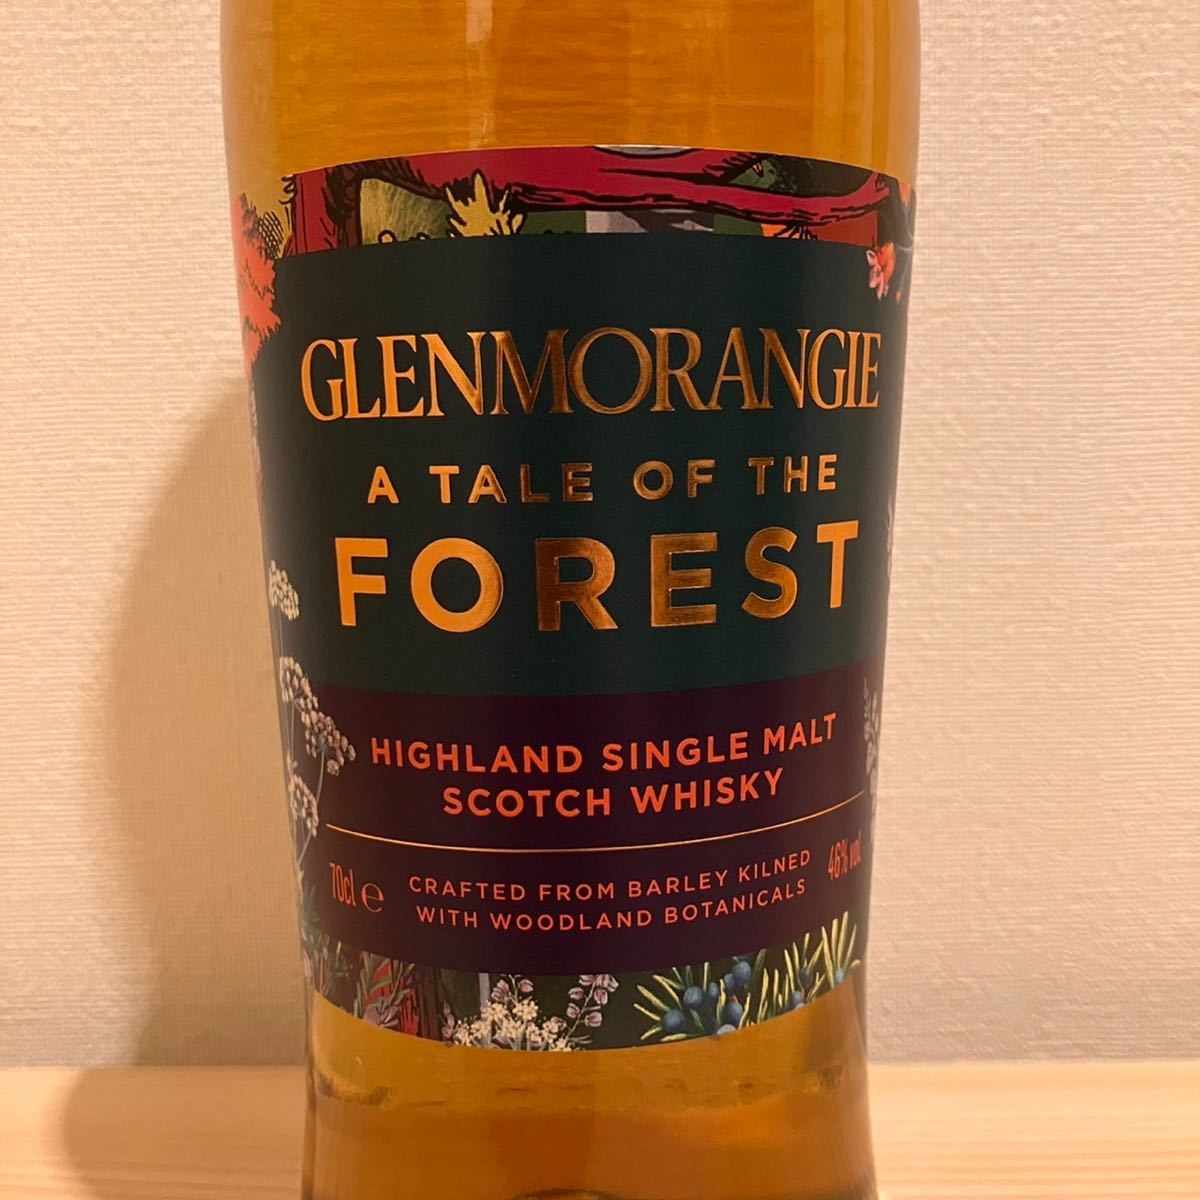 GLENMORANGIE
A TALE OF THE
FOREST
HIGHLAND SINGLE MALT
SCOTCH WHISKY
70cl ℮
CRAFTED FROM BARLEY KILNED
WITH WOODLAND BOTANICALS
46% vol.